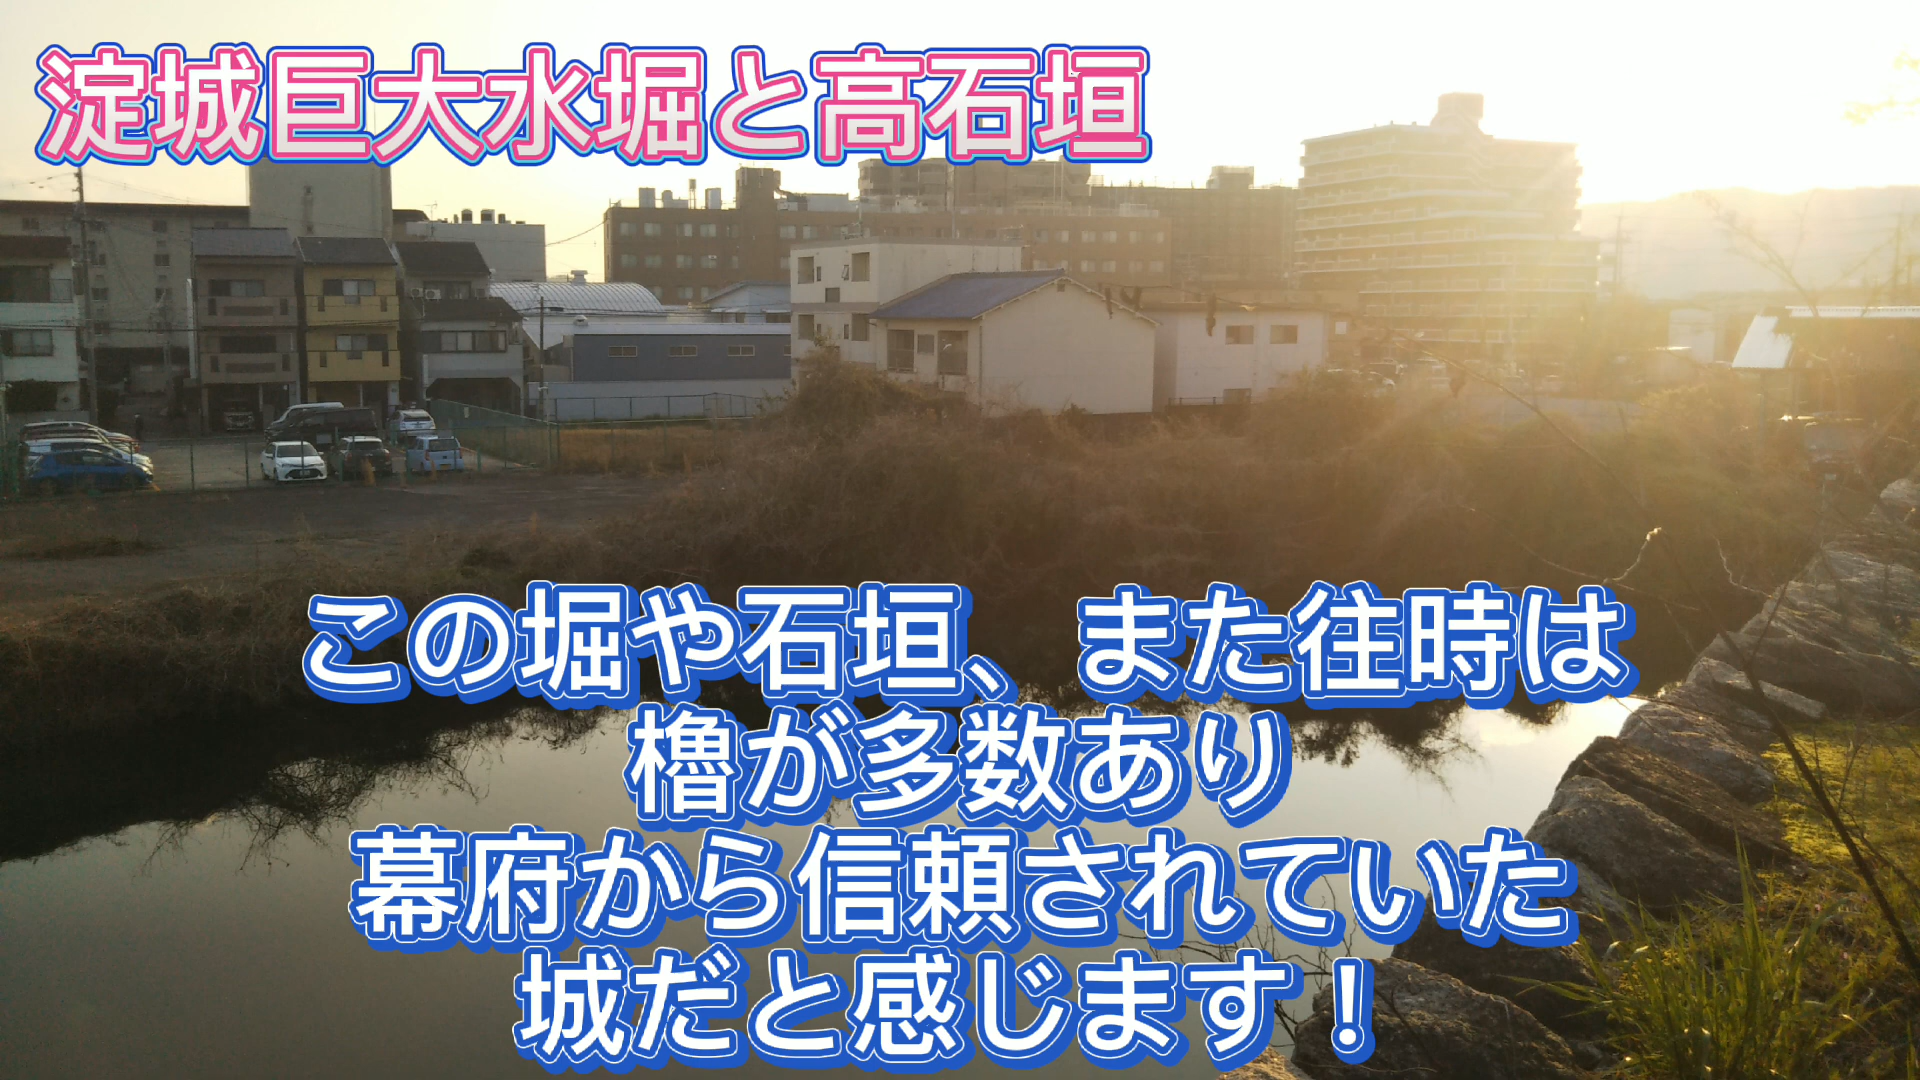 淀城巨大水堀と高石垣
この堀や石垣、また往時は
櫓が多数あり
幕府から信頼されていた
城だと感じます！